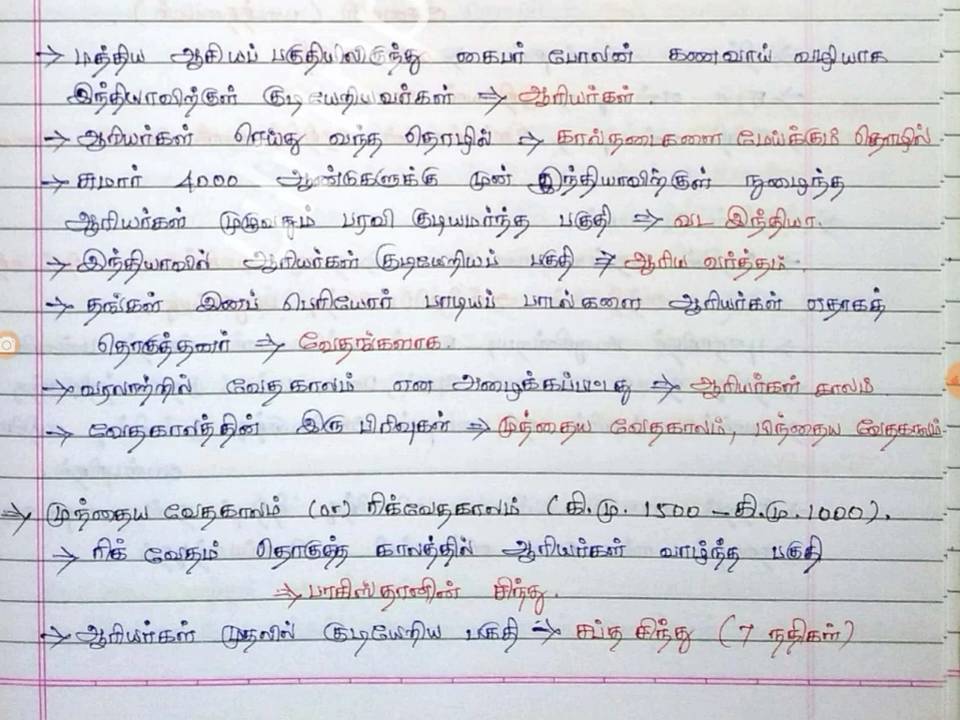 → மத்திய ஆசியப் பகுதியிலிருந்து கைபர் போலன் கணவாய் வழியாக
இந்தியாவிற்குள் குடியேறியவர்கள் ⇒ ஆரியர்கள்.
→ ஆரியர்கள் செய்து வந்த தொழில் ⇒ கால்நடைகளை மேய்க்கும் தொழில்
→ சுமார் 4000 ஆண்டுகளுக்கு முன் இந்தியாவிற்குள் நுழைந்த
ஆரியர்கள் முழுவதும் பரவி குடியமர்ந்த பகுதி ⇒ வட இந்தியா.
→ இந்தியாவில் ஆரியர்கள் குடியேறியப் பகுதி ⇒ ஆரிய வர்த்தம்.
→ தங்கள் இனப் பெரியோர் பாடியப் பாடல்களை ஆரியர்கள் எதாகத்
தொகுத்தனர் ⇒ வேதங்களாக.
→ வரலாற்றில் வேதகாலம் என அழைக்கப்படுவது ⇒ ஆரியர்கள் காலம்
→ வேதகாலத்தின் இரு பிரிவுகள் ⇒ முந்தைய வேதகாலம், பிந்தைய வேதகாலம்.
⇒ முந்தைய வேதகாலம் (or) ரிக்வேதகாலம் (கி.மு. 1500 – கி.மு. 1000).
→ ரிக் வேதம் தொகுத்த காலத்தில் ஆரியர்கள் வாழ்ந்த பகுதி
⇒ பாகிஸ்தானின் சிந்து.
→ ஆரியர்கள் முதலில் குடியேறிய பகுதி ⇒ சப்த சிந்து (7 நதிகள்)